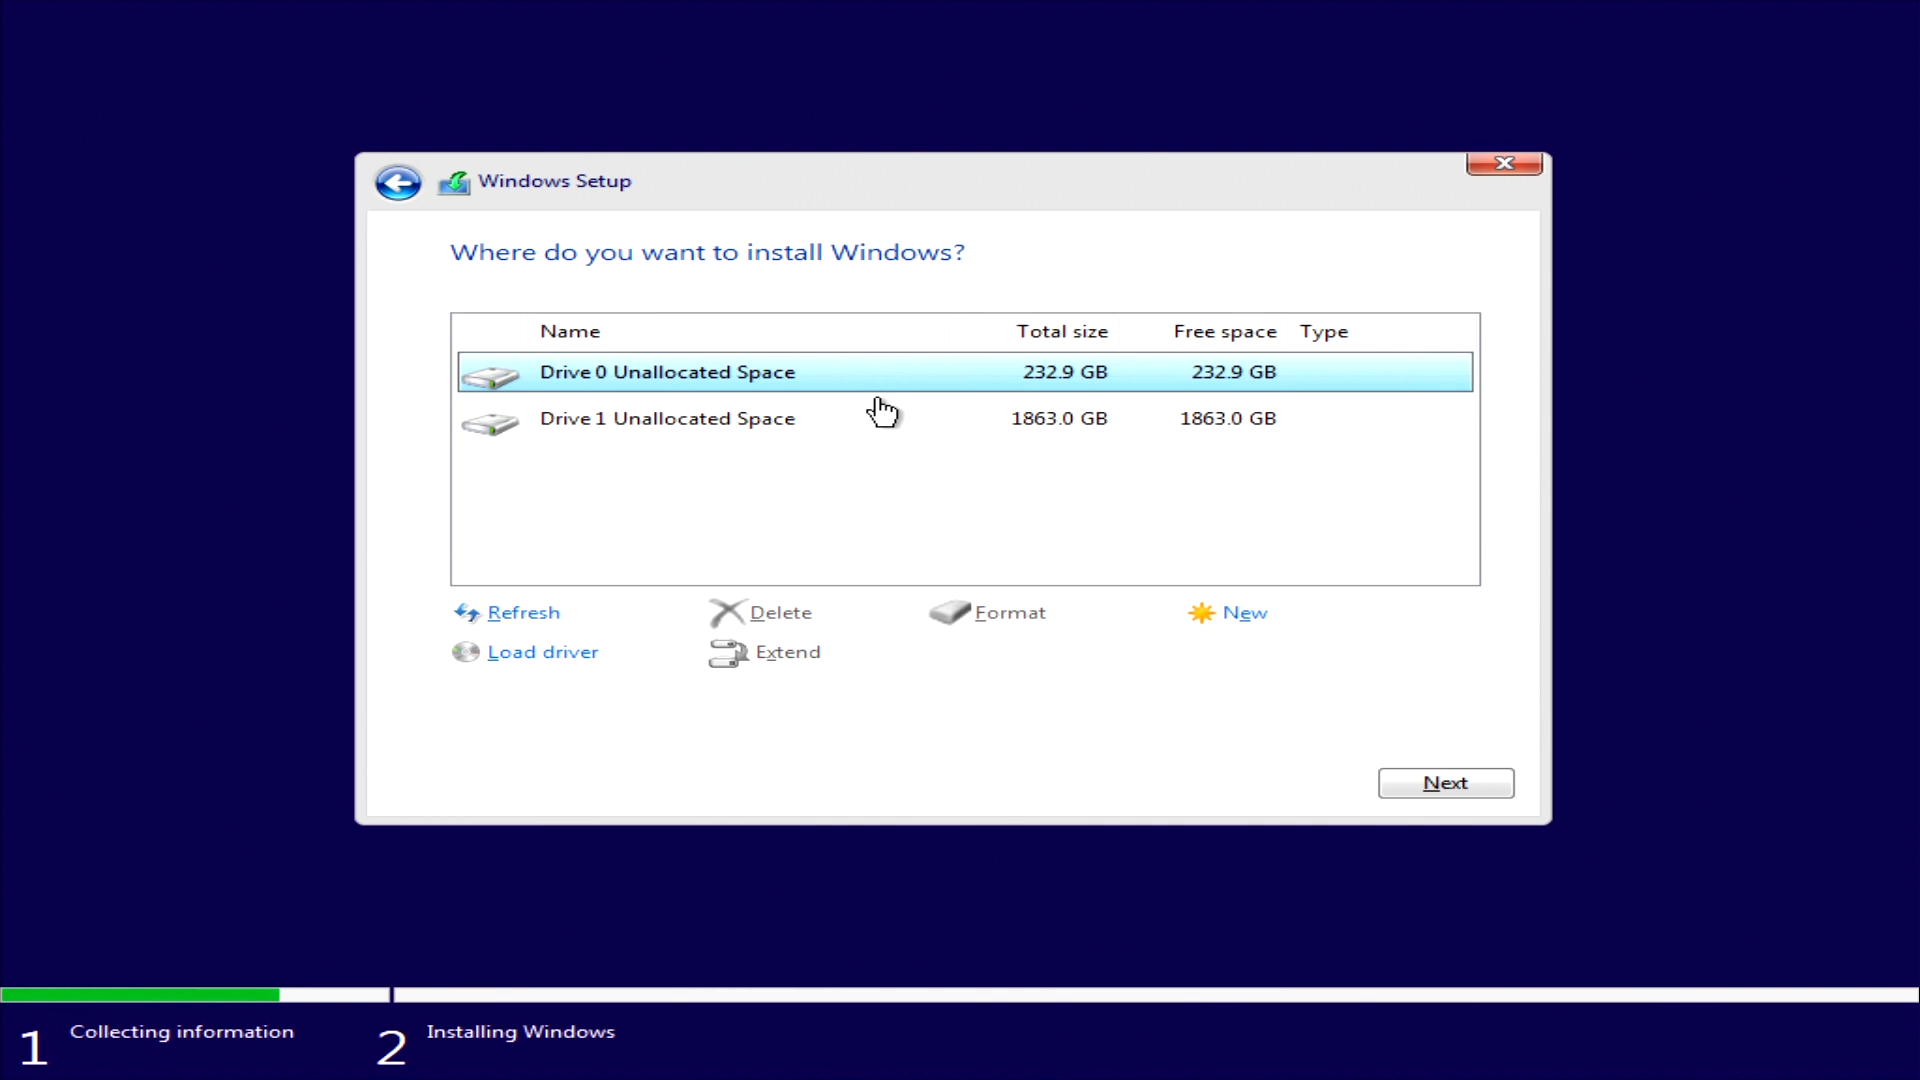 Windows Setup
Where do you want to install Windows?
Name Total size Free space Type
Drive 0 Unallocated Space 232.9 GB 232.9 GB
Drive 1 Unallocated Space 1863.0 GB 1863.0 GB
Refresh Delete Format New
Load driver Extend
Next
1 Collecting information 2 Installing Windows